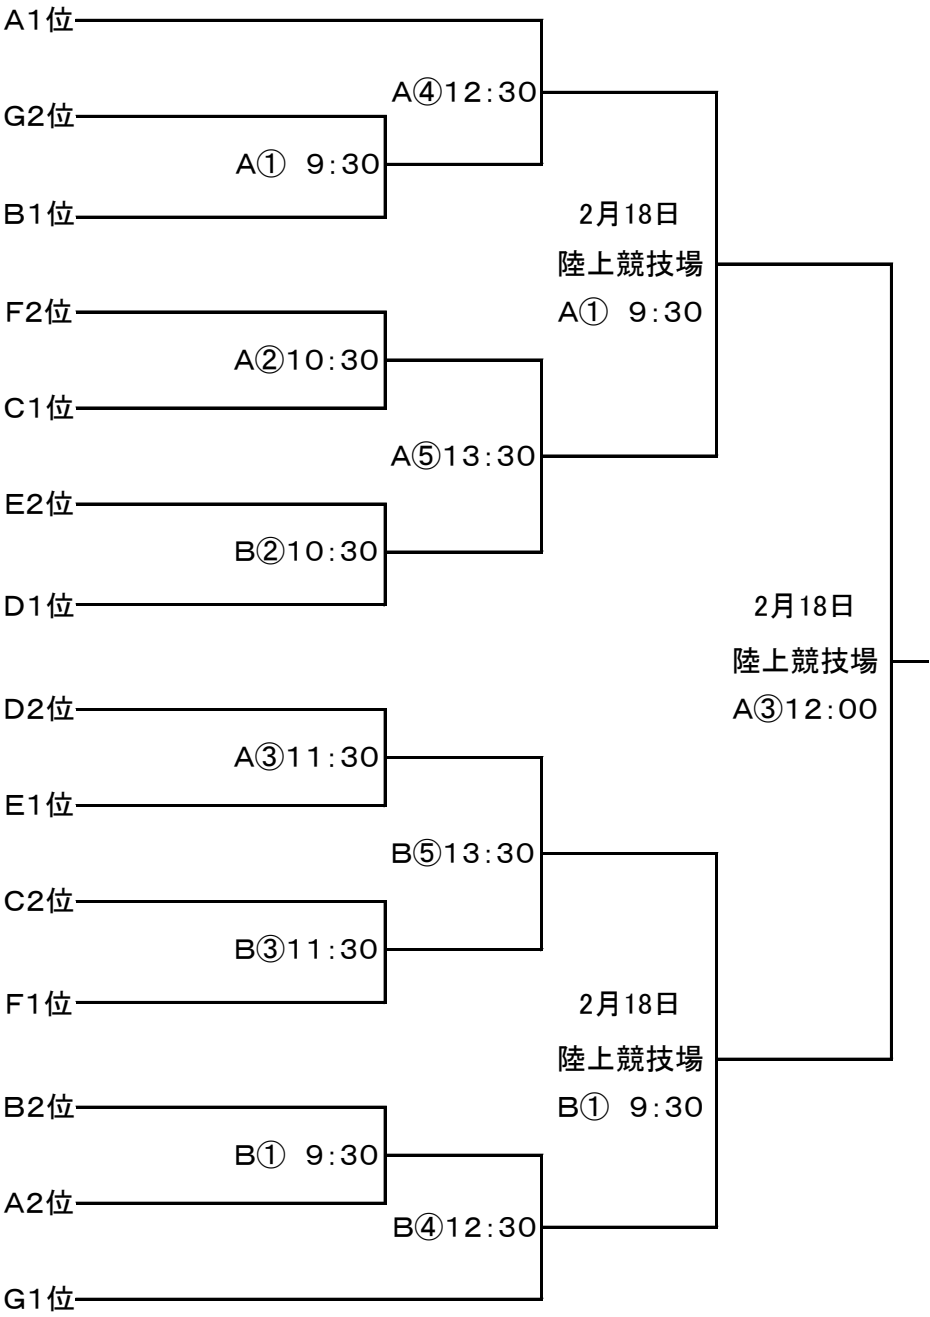 A1位
A④12:30
G2位
A① 9:30
B1位
2月18日
陸上競技場
A① 9:30
F2位
A②10:30
C1位
A⑤13:30
E2位
B②10:30
D1位
2月18日
陸上競技場
A③12:00
D2位
A③11:30
E1位
B⑤13:30
C2位
B③11:30
F1位
2月18日
陸上競技場
B① 9:30
B2位
B① 9:30
A2位
B④12:30
G1位